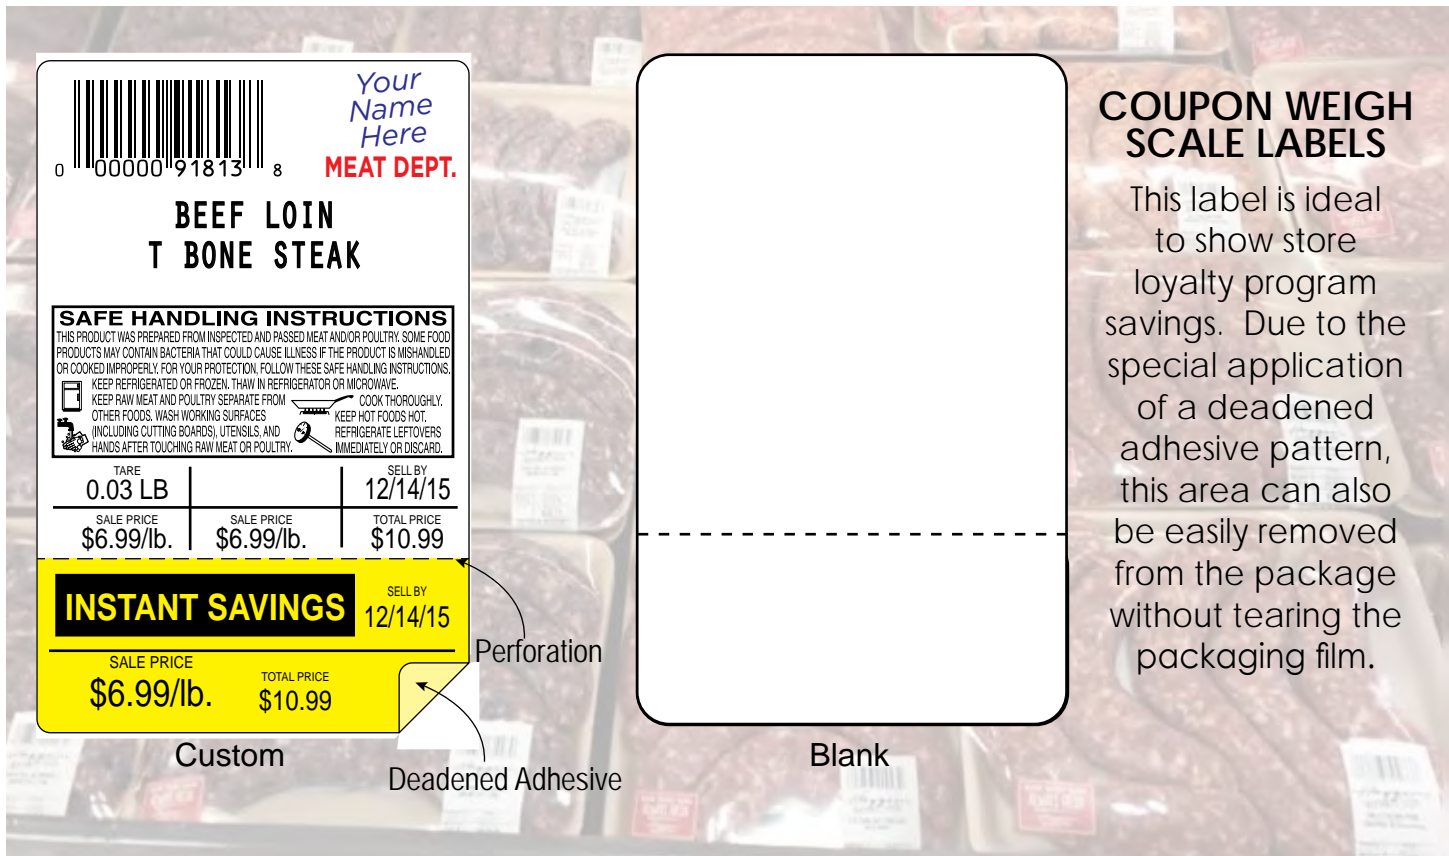 0 00000 91813 8
Your
Name
Here
MEAT DEPT.
BEEF LOIN
T BONE STEAK
SAFE HANDLING INSTRUCTIONS
THIS PRODUCT WAS PREPARED FROM INSPECTED AND PASSED MEAT AND/OR POULTRY. SOME FOOD
PRODUCTS MAY CONTAIN BACTERIA THAT COULD CAUSE ILLNESS IF THE PRODUCT IS MISHANDLED
OR COOKED IMPROPERLY. FOR YOUR PROTECTION, FOLLOW THESE SAFE HANDLING INSTRUCTIONS.
KEEP REFRIGERATED OR FROZEN. THAW IN REFRIGERATOR OR MICROWAVE.
KEEP RAW MEAT AND POULTRY SEPARATE FROM
OTHER FOODS. WASH WORKING SURFACES
(INCLUDING CUTTING BOARDS), UTENSILS, AND
HANDS AFTER TOUCHING RAW MEAT OR POULTRY.
COOK THOROUGHLY.
KEEP HOT FOODS HOT.
REFRIGERATE LEFTOVERS
IMMEDIATELY OR DISCARD.
TARE
0.03 LB
SELL BY
12/14/15
SALE PRICE
$6.99/lb.
SALE PRICE
$6.99/lb.
TOTAL PRICE
$10.99
INSTANT SAVINGS
SELL BY
12/14/15
SALE PRICE
$6.99/lb.
TOTAL PRICE
$10.99
Perforation
Deadened Adhesive
Custom
Blank
COUPON WEIGH
SCALE LABELS
This label is ideal
to show store
loyalty program
savings. Due to the
special application
of a deadened
adhesive pattern,
this area can also
be easily removed
from the package
without tearing the
packaging film.